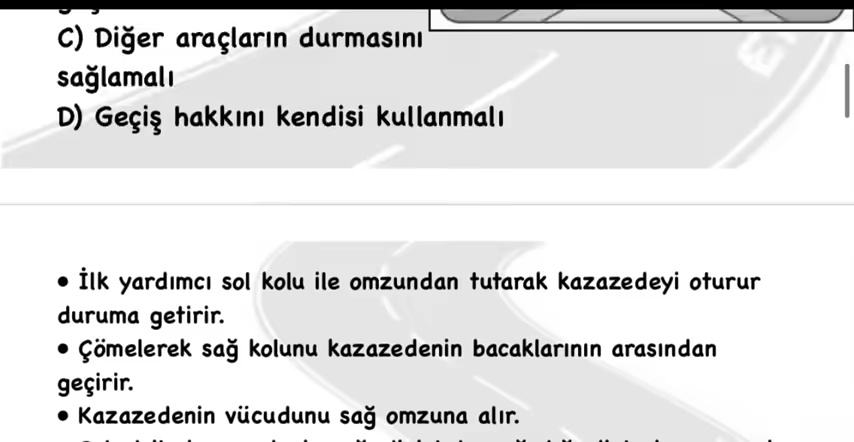 C) Diğer araçların durmasını
sağlamalı
D) Geçiş hakkını kendisi kullanmalı
• İlk yardımcı sol kolu ile omzundan tutarak kazazedeyi oturur
duruma getirir.
• Çömelerek sağ kolunu kazazedenin bacaklarının arasından
geçirir.
• Kazazedenin vücudunu sağ omzuna alır.